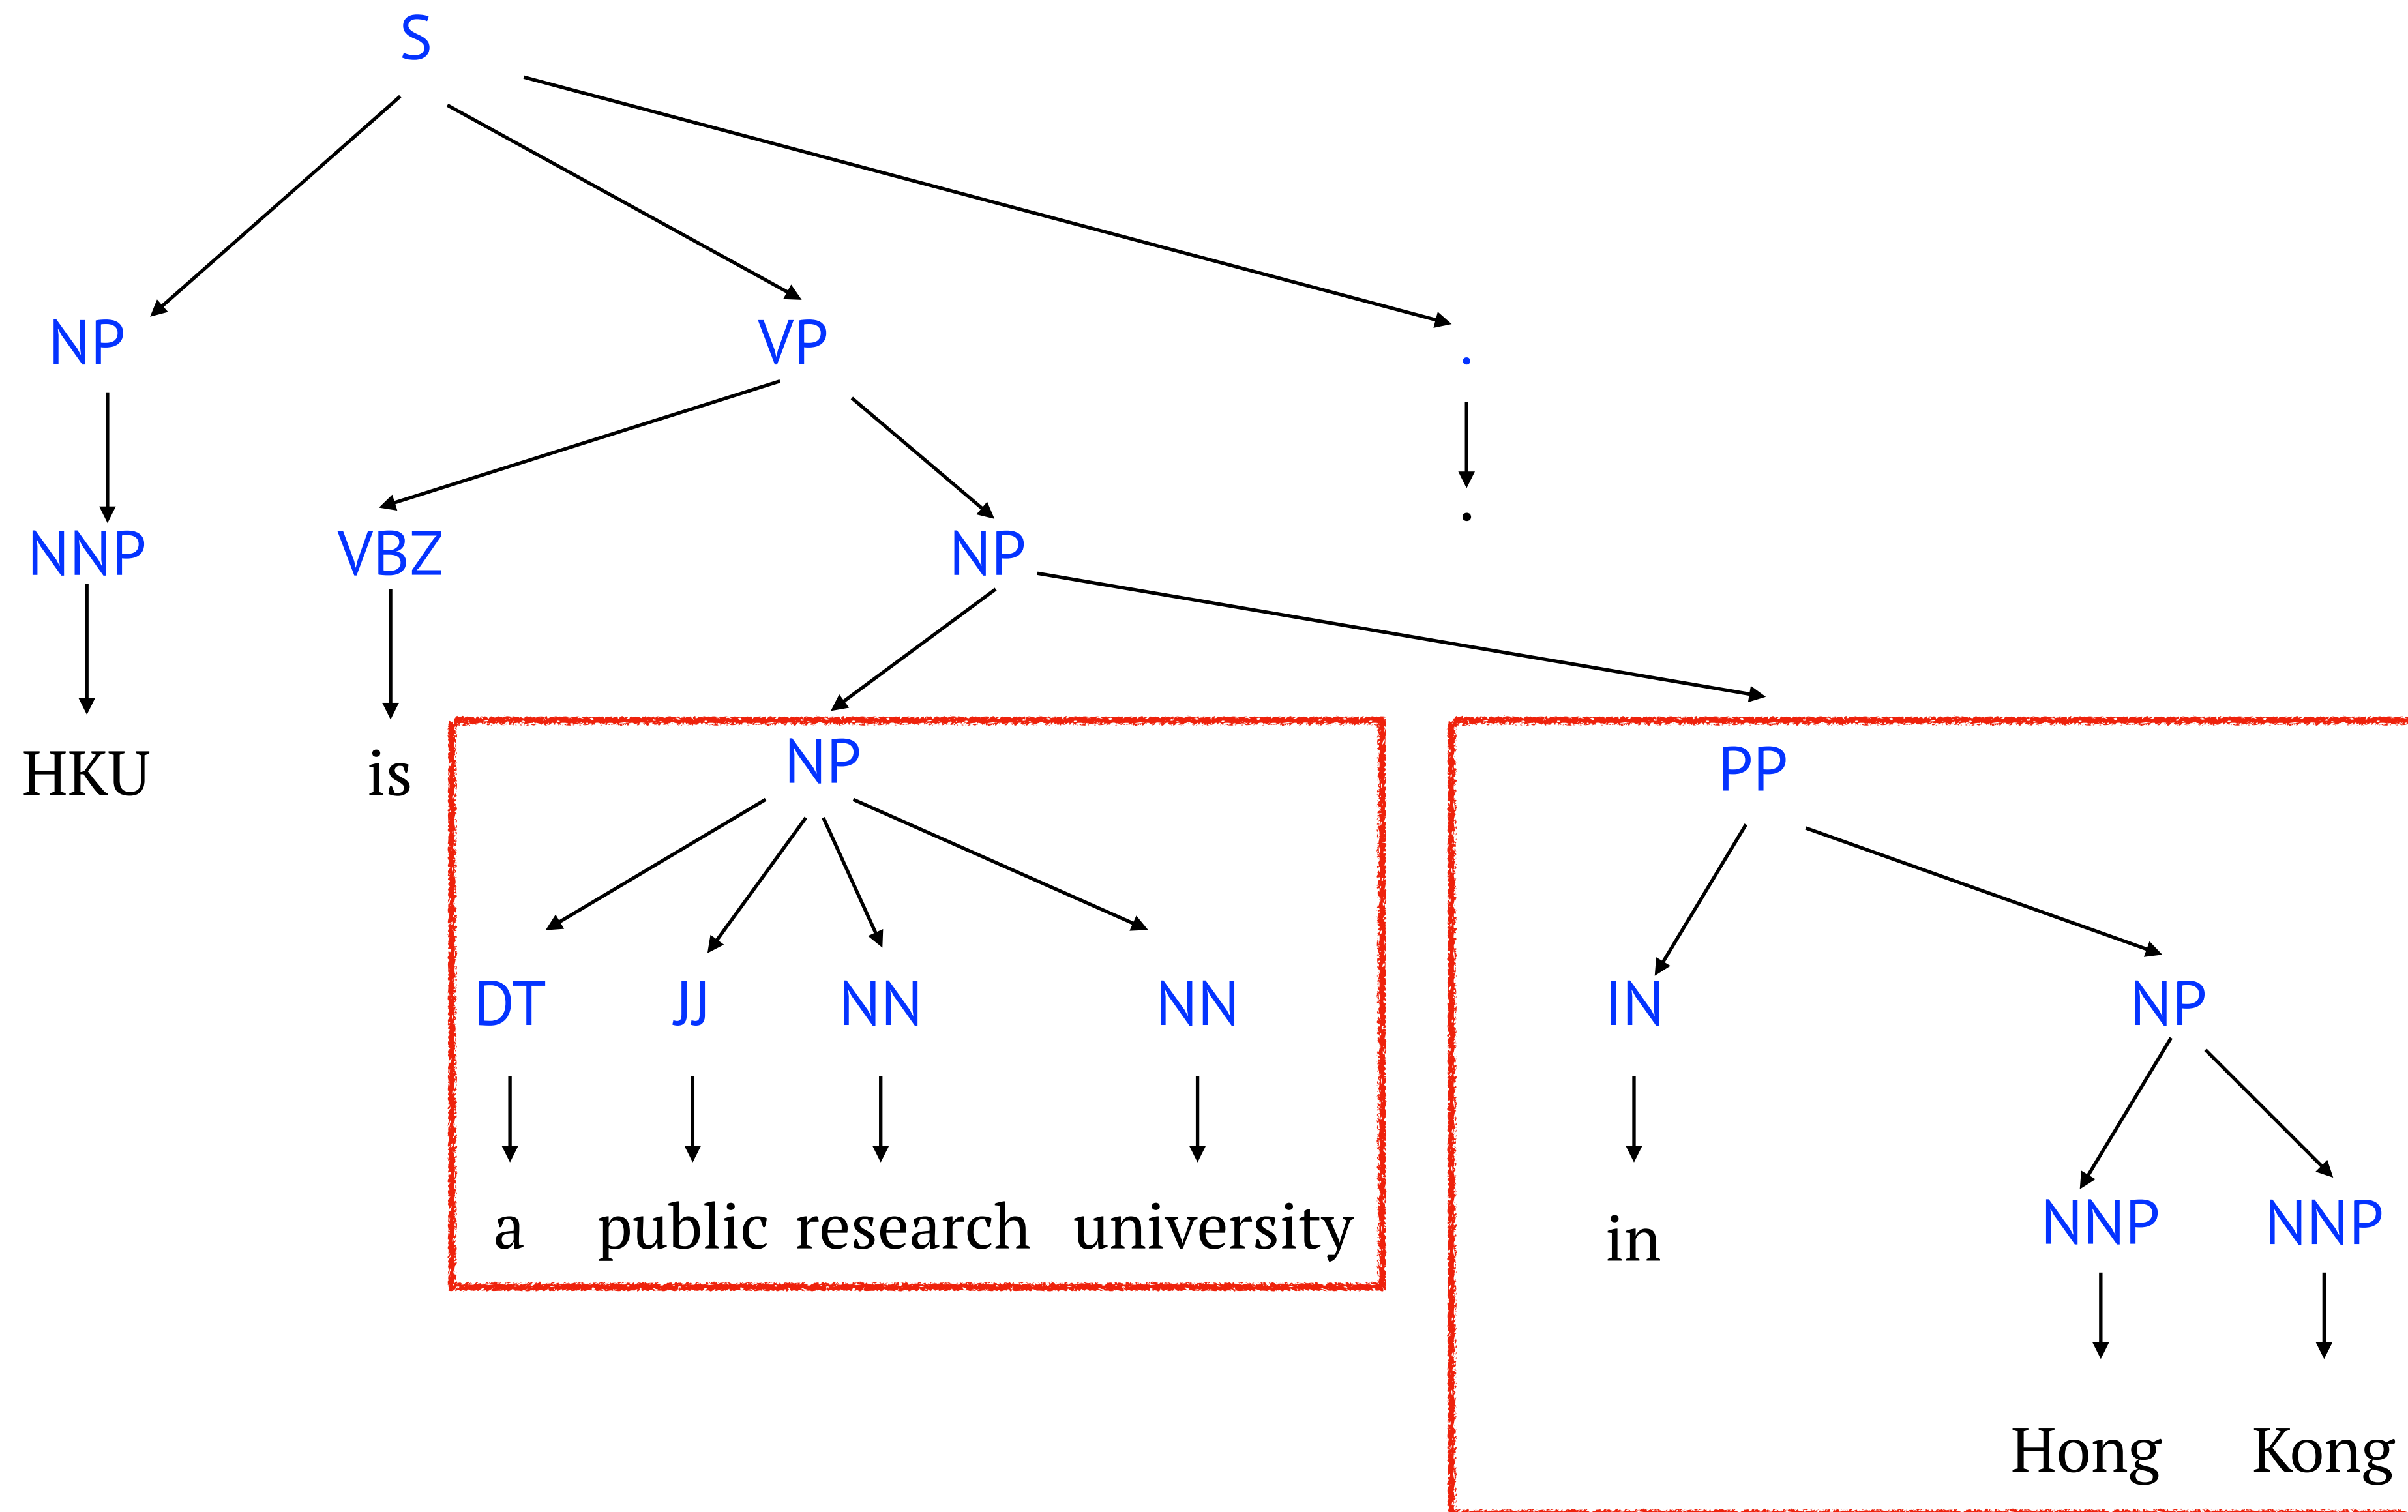 S
NP VP .
NNP VBZ NP .
HKU is NP PP
DT JJ NN NN IN NP
a public research university in NNP NNP
Hong Kong